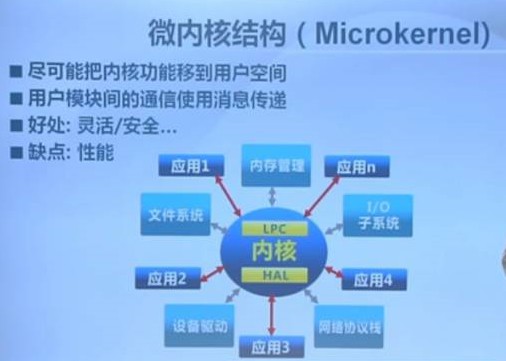 微内核结构（Microkernel）
■ 尽可能把内核功能移到用户空间
■ 用户模块间的通信使用消息传递
■ 好处: 灵活/安全...
■ 缺点: 性能
应用1
内存管理
应用n
文件系统
LPC
I/O
子系统
内核
HAL
应用2
应用4
设备驱动
应用3
网络协议栈